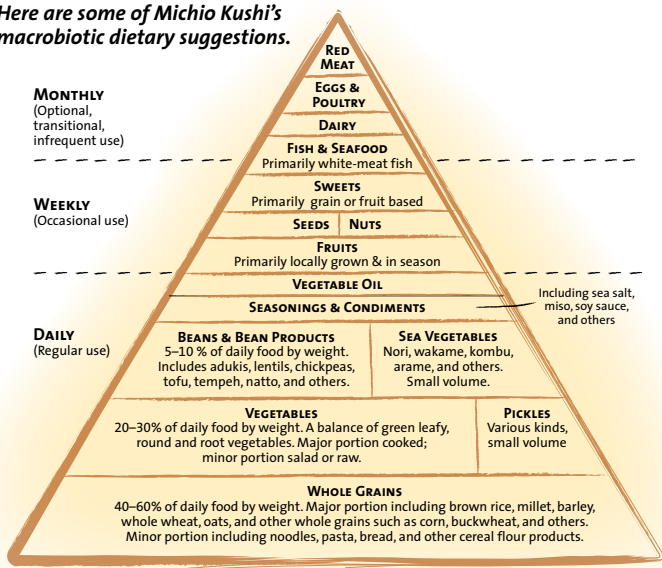 Here are some of Michio Kushi's
macrobiotic dietary suggestions.
RED
MEAT
EGGS &
POULTRY
DAIRY
MONTHLY
(Optional,
transitional,
infrequent use)
FISH & SEAFOOD
Primarily white-meat fish
SWEETS
Primarily grain or fruit based
SEEDS NUTS
FRUITS
Primarily locally grown & in season
WEEKLY
(Occasional use)
VEGETABLE OIL
SEASONINGS & CONDIMENTS
Including sea salt,
miso, soy sauce,
and others
DAILY
(Regular use)
BEANS & BEAN PRODUCTS
5–10 % of daily food by weight.
Includes adukis, lentils, chickpeas,
tofu, tempeh, natto, and others.
SEA VEGETABLES
Nori, wakame, kombu,
arame, and others.
Small volume.
VEGETABLES
20–30% of daily food by weight. A balance of green leafy,
round and root vegetables. Major portion cooked;
minor portion salad or raw.
PICKLES
Various kinds,
small volume
WHOLE GRAINS
40–60% of daily food by weight. Major portion including brown rice, millet, barley,
whole wheat, oats, and other whole grains such as corn, buckwheat, and others.
Minor portion including noodles, pasta, bread, and other cereal flour products.